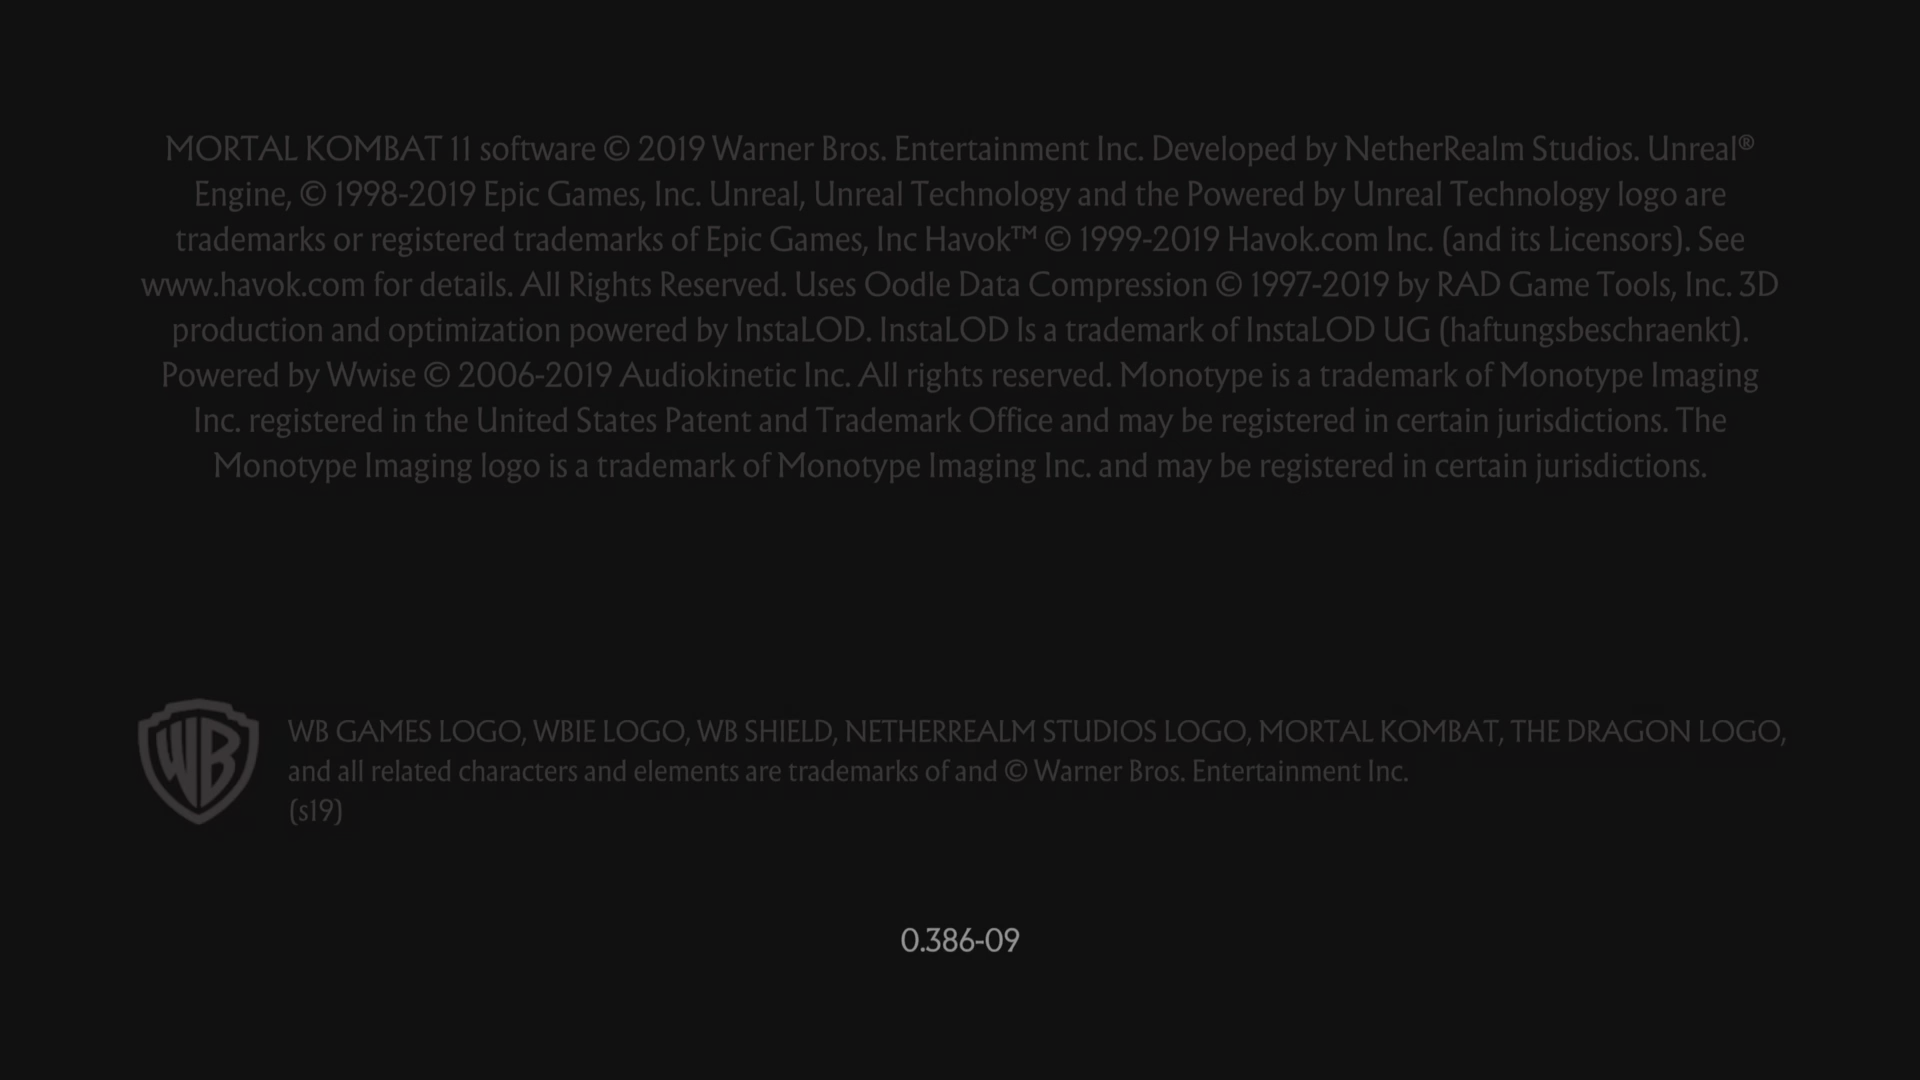 MORTAL KOMBAT 11 software © 2019 Warner Bros. Entertainment Inc. Developed by NetherRealm Studios. Unreal®
Engine, © 1998-2019 Epic Games, Inc. Unreal, Unreal Technology and the Powered by Unreal Technology logo are
trademarks or registered trademarks of Epic Games, Inc Havok™ © 1999-2019 Havok.com Inc. (and its Licensors). See
www.havok.com for details. All Rights Reserved. Uses Oodle Data Compression © 1997-2019 by RAD Game Tools, Inc. 3D
production and optimization powered by InstaLOD. InstaLOD Is a trademark of InstaLOD UG (haftungsbeschraenkt).
Powered by Wwise © 2006-2019 Audiokinetic Inc. All rights reserved. Monotype is a trademark of Monotype Imaging
Inc. registered in the United States Patent and Trademark Office and may be registered in certain jurisdictions. The
Monotype Imaging logo is a trademark of Monotype Imaging Inc. and may be registered in certain jurisdictions.
WB
WB GAMES LOGO, WBIE LOGO, WB SHIELD, NETHERREALM STUDIOS LOGO, MORTAL KOMBAT, THE DRAGON LOGO,
and all related characters and elements are trademarks of and © Warner Bros. Entertainment Inc.
(s19)
0.386-09